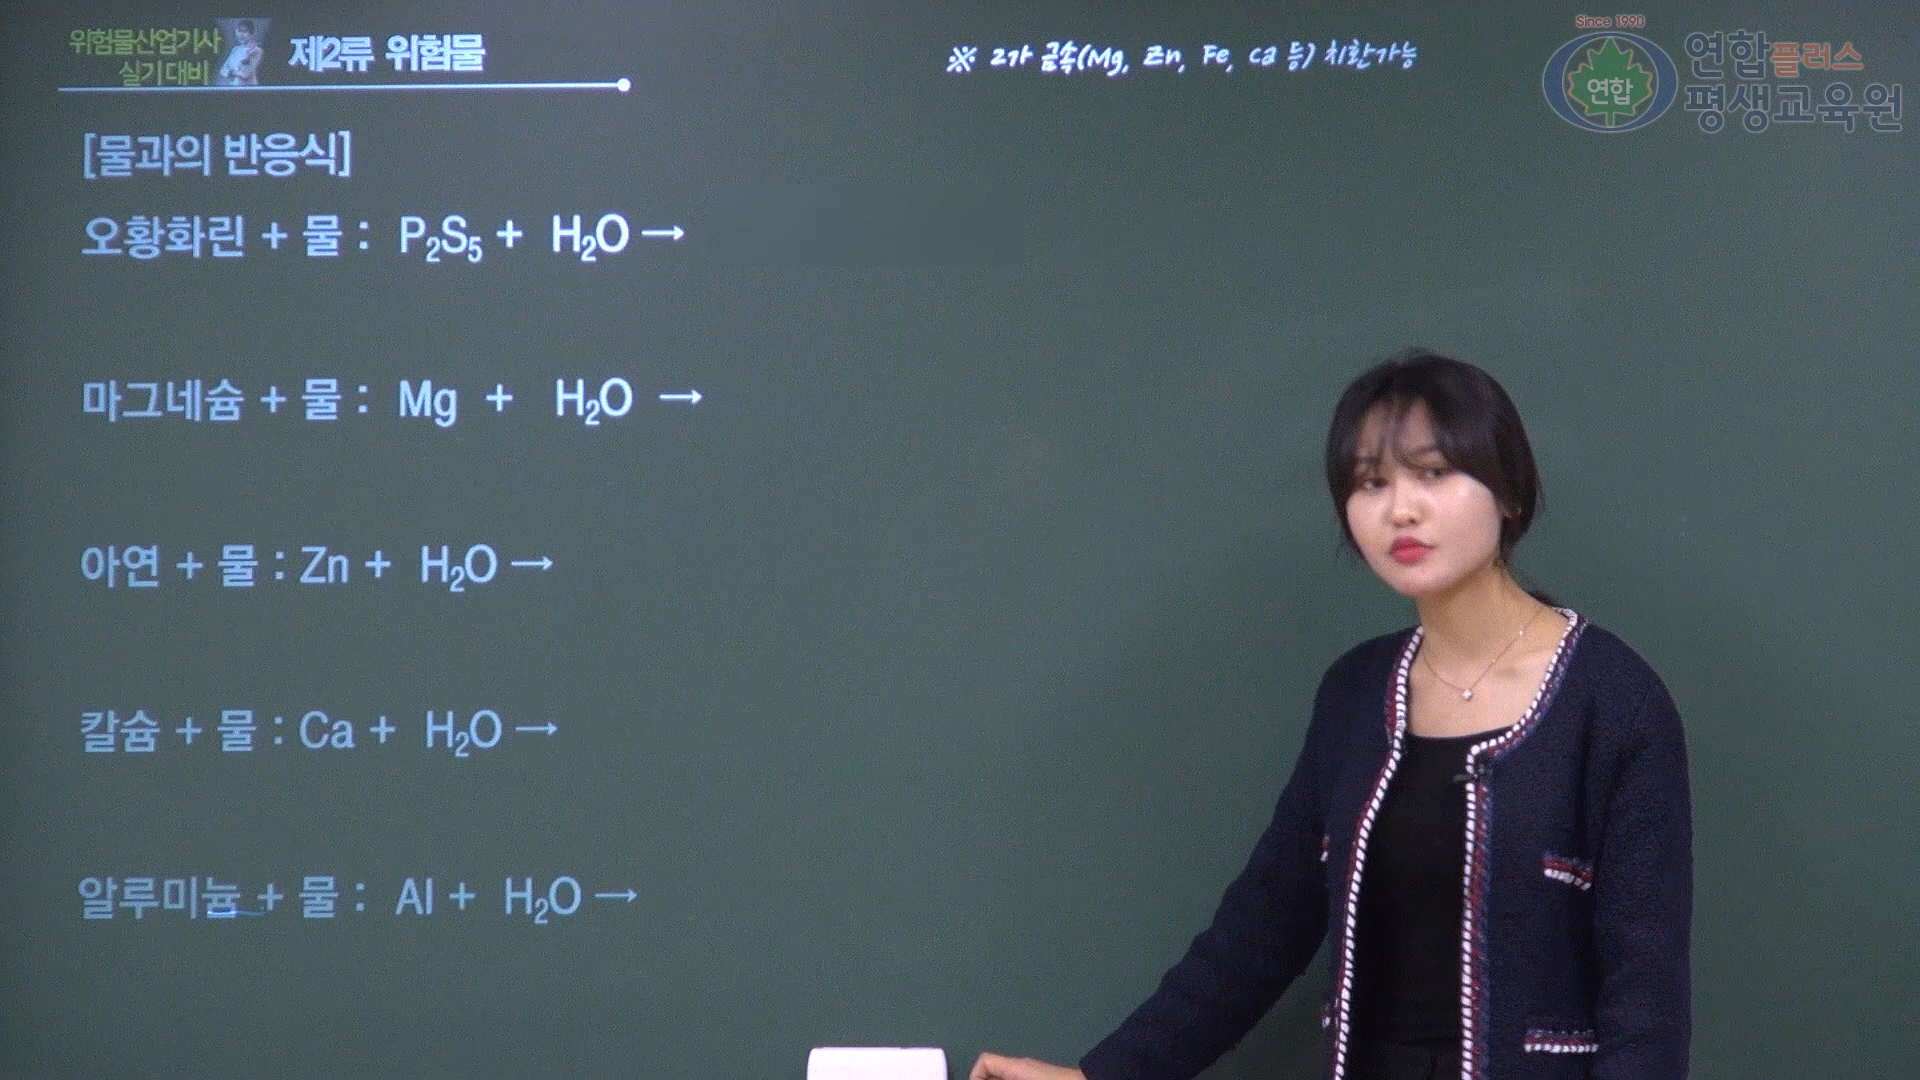 위험물산업기사
실기대비
제2류 위험물
※ 2가 금속(Mg, Zn, Fe, Ca 등) 치환가능
Since 1990
연합
연합플러스
평생교육원
[물과의 반응식]
오황화린 + 물 : P₂S₅ + H₂O →
마그네슘 + 물 : Mg + H₂O →
아연 + 물 : Zn + H₂O →
칼슘 + 물 : Ca + H₂O →
알루미늄 + 물 : Al + H₂O →